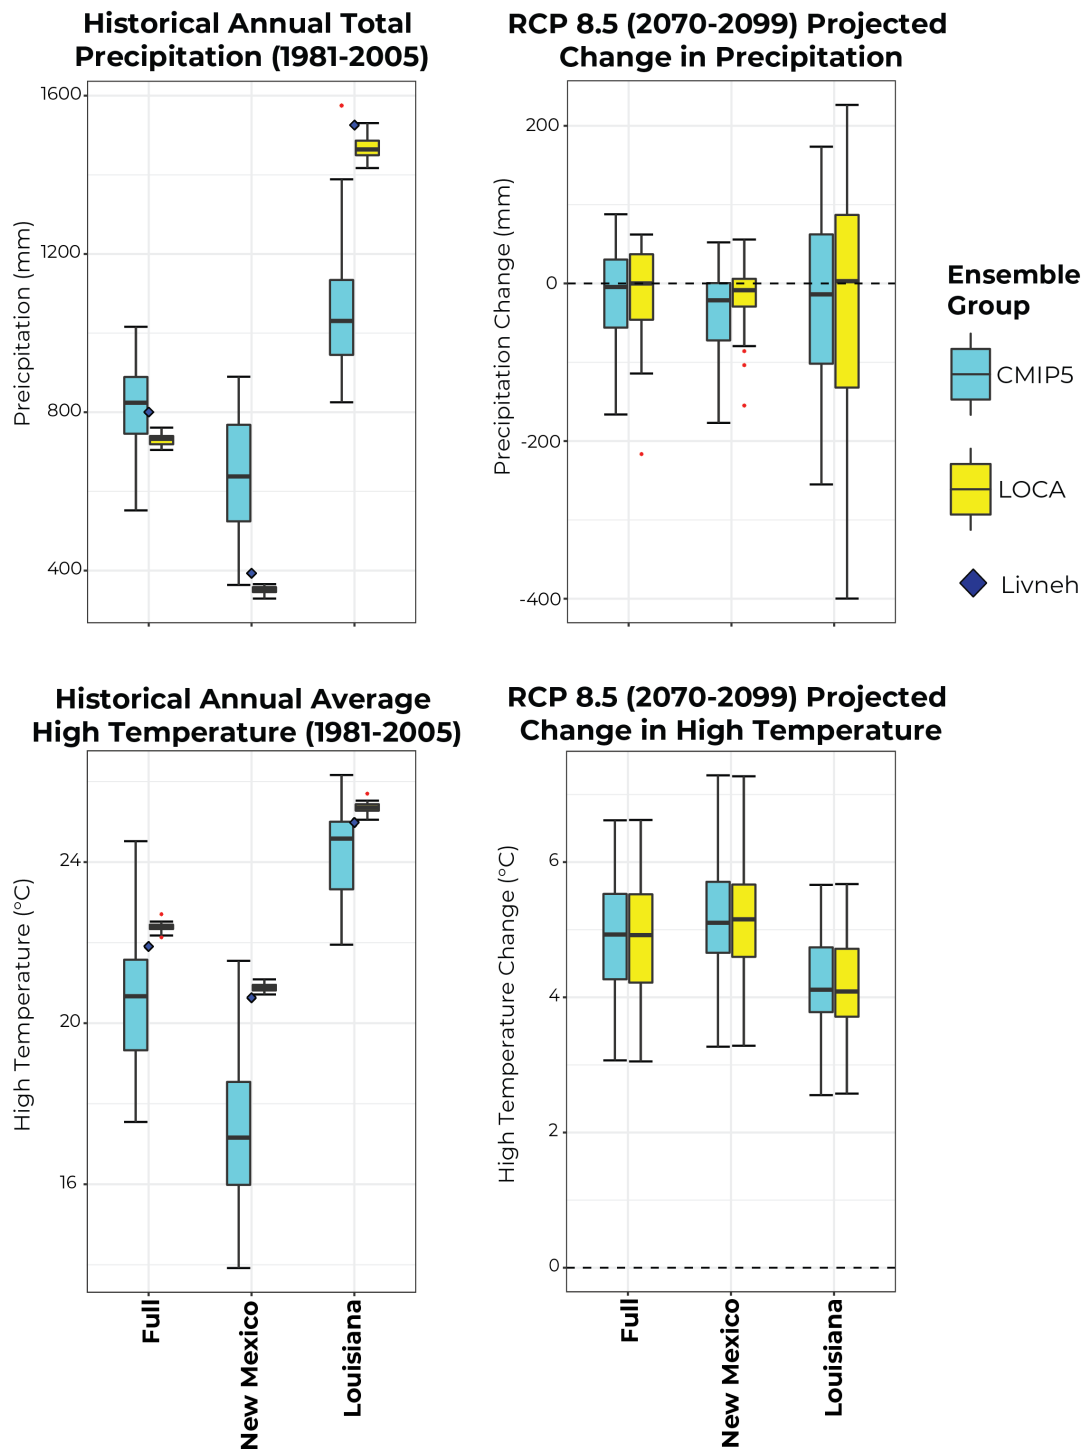 Historical Annual Total
Precipitation (1981-2005)
RCP 8.5 (2070-2099) Projected
Change in Precipitation
1600
1200
800
400
Preicpitation (mm)
200
0
-200
-400
Precipitation Change (mm)
Ensemble
Group
CMIP5
LOCA
Livneh
Historical Annual Average
High Temperature (1981-2005)
RCP 8.5 (2070-2099) Projected
Change in High Temperature
24
20
16
High Temperature (°C)
6
4
2
0
High Temperature Change (°C)
Full
New Mexico
Louisiana
Full
New Mexico
Louisiana